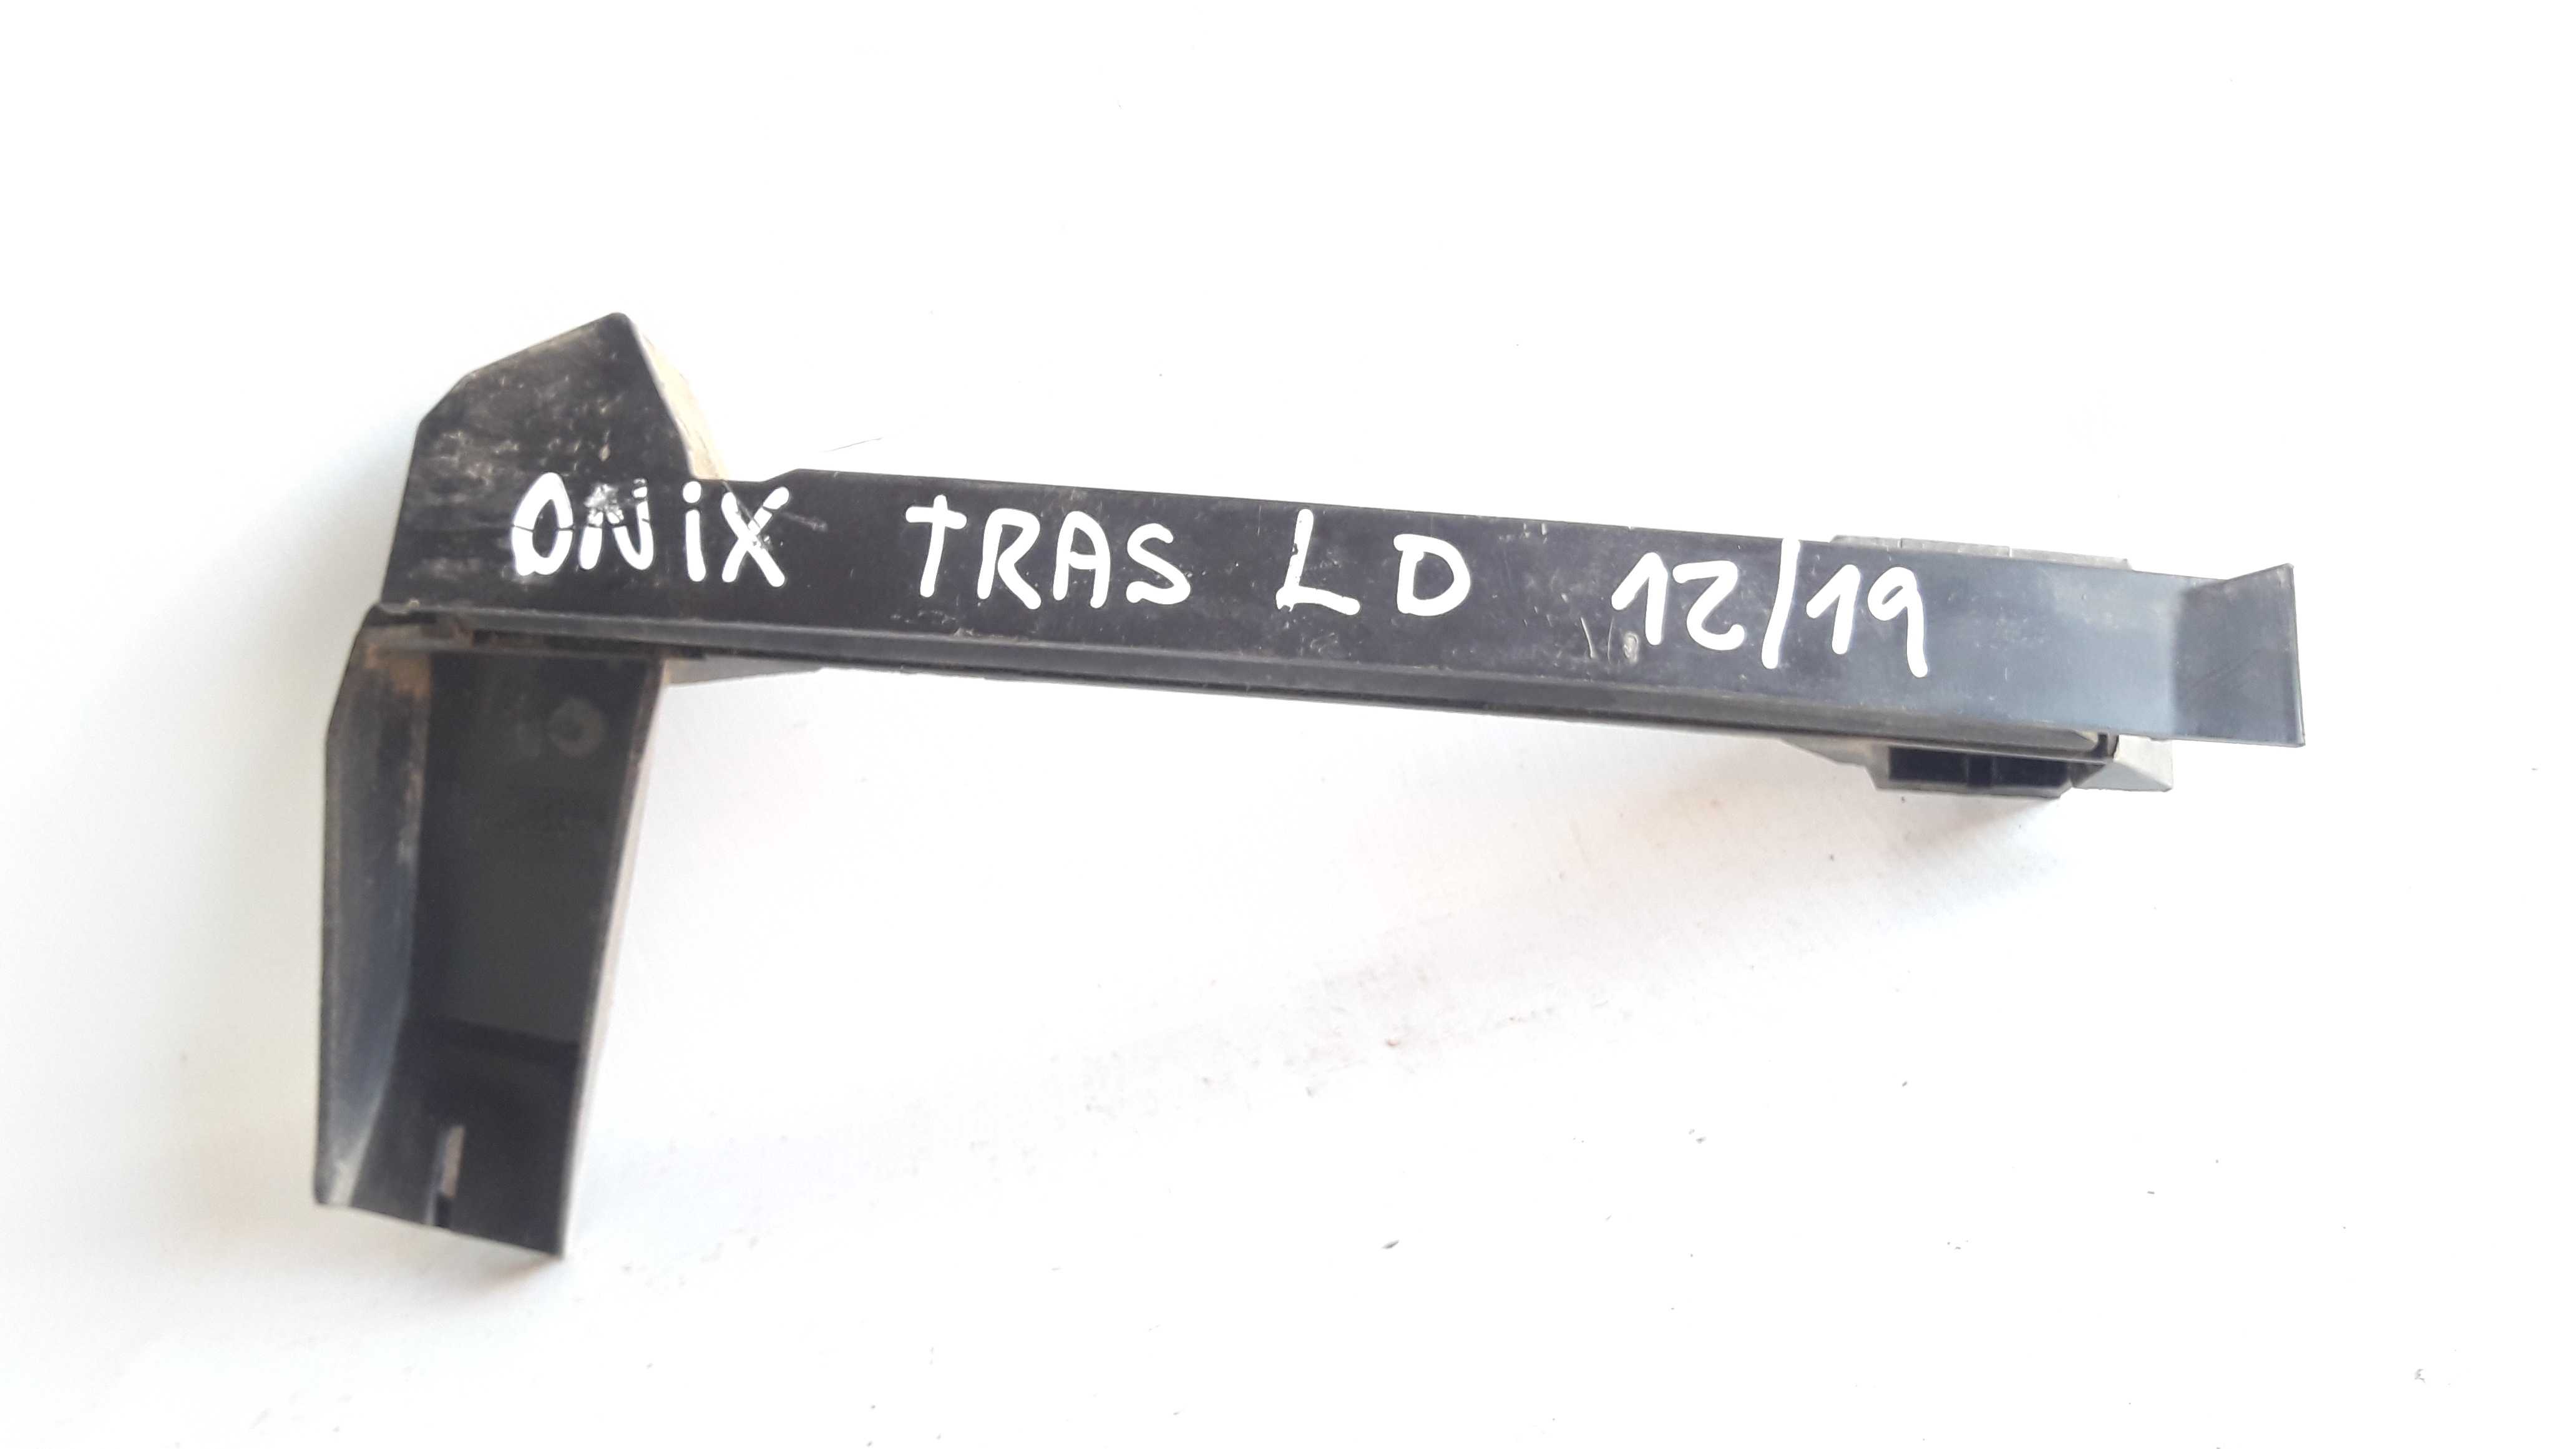 ONiX TRAS LD 12/19